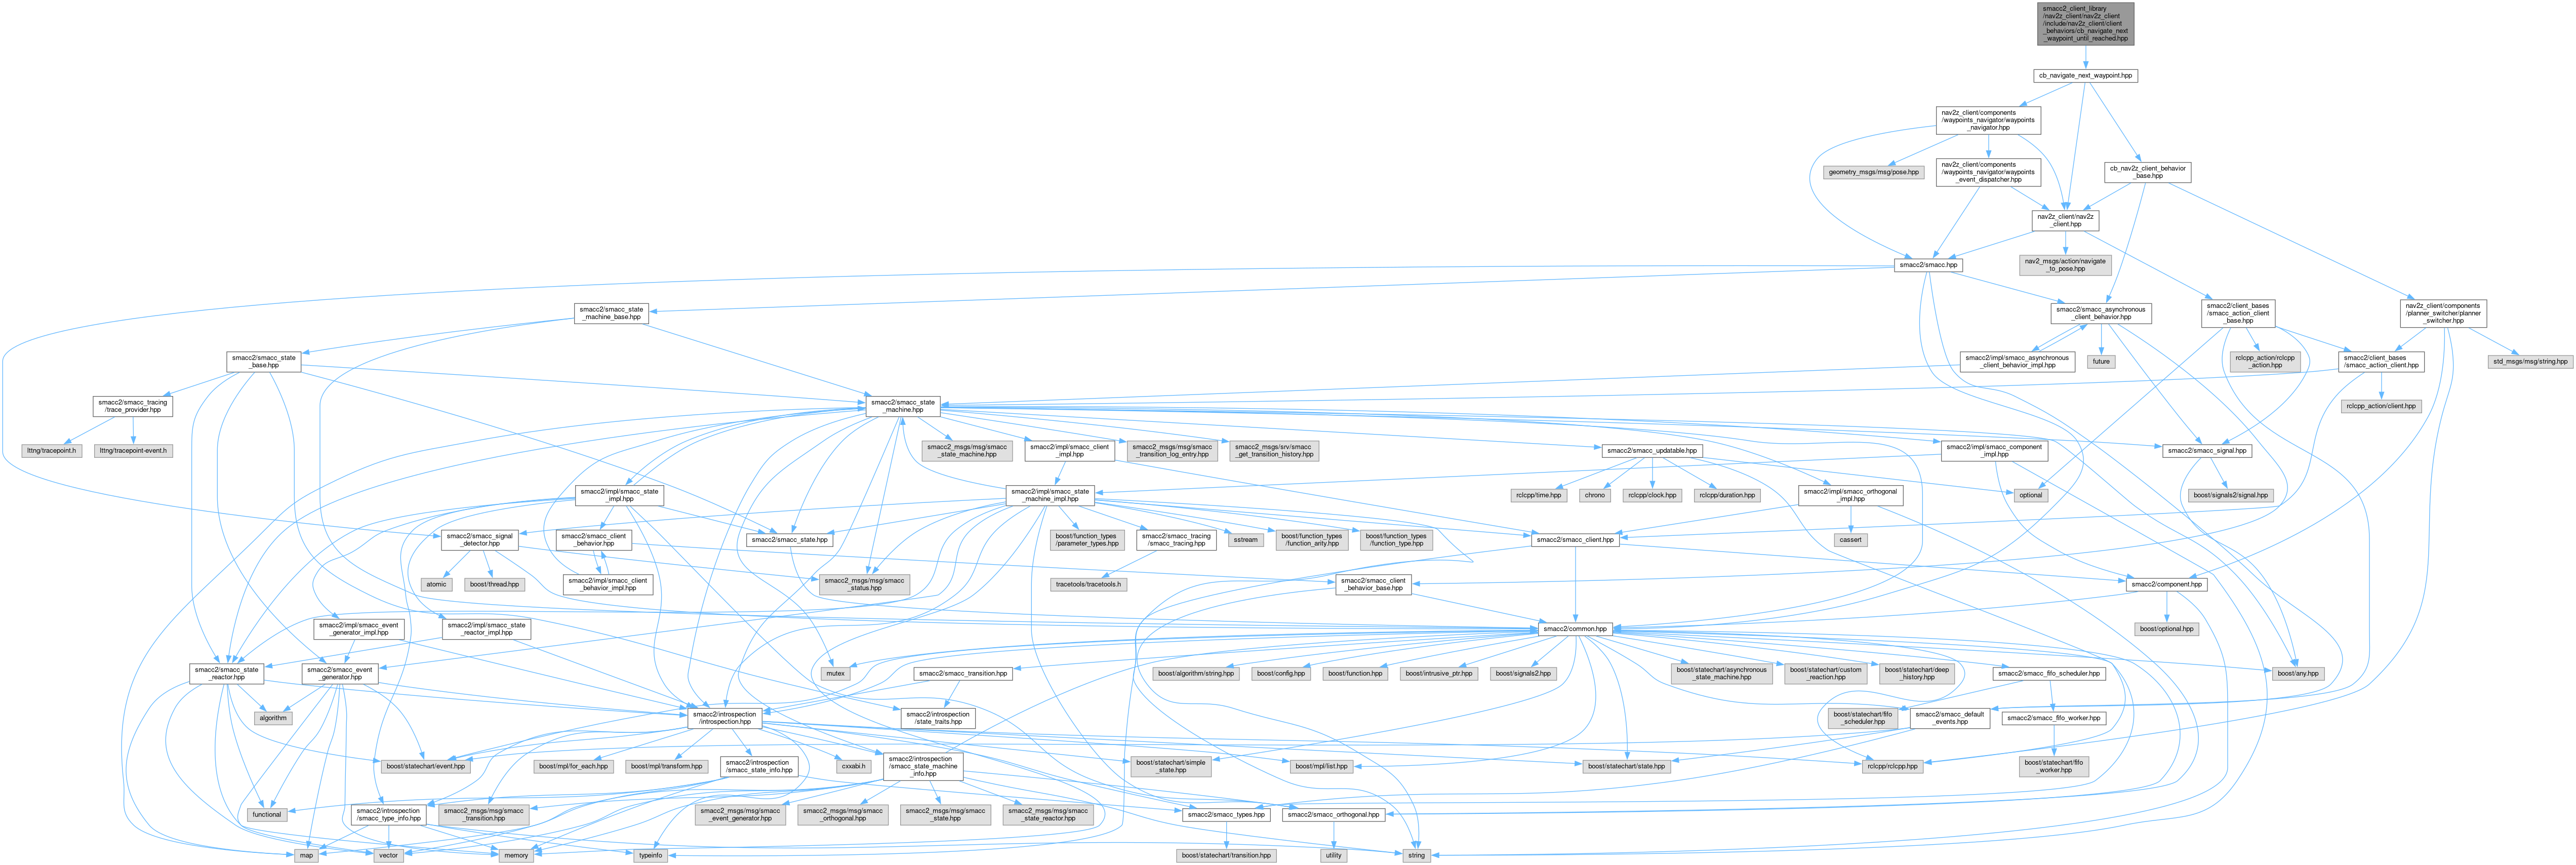 smacc2_client_library
/nav2z_client/nav2z_client
/include/nav2z_client/client
_behaviors/cb_navigate_next
_waypoint_until_reached.hpp
cb_navigate_next_waypoint.hpp
nav2z_client/components
/waypoints_navigator/waypoints
_navigator.hpp
geometry_msgs/msg/pose.hpp
nav2z_client/components
/waypoints_navigator/waypoints
_event_dispatcher.hpp
cb_nav2z_client_behavior
_base.hpp
nav2z_client/nav2z
_client.hpp
smacc2/smacc.hpp
nav2_msgs/action/navigate
_to_pose.hpp
smacc2/smacc_state
_machine_base.hpp
smacc2/smacc_asynchronous
_client_behavior.hpp
smacc2/client_bases
/smacc_action_client
_base.hpp
nav2z_client/components
/planner_switcher/planner
_switcher.hpp
smacc2/smacc_state
_base.hpp
smacc2/impl/smacc_asynchronous
_client_behavior_impl.hpp
future
rclcpp_action/rclcpp
_action.hpp
smacc2/client_bases
/smacc_action_client.hpp
std_msgs/msg/string.hpp
smacc2/smacc_tracing
/trace_provider.hpp
smacc2/smacc_state
_machine.hpp
rclcpp_action/client.hpp
lttng/tracepoint.h
lttng/tracepoint-event.h
smacc2_msgs/msg/smacc
_state_machine.hpp
smacc2/impl/smacc_client
_impl.hpp
smacc2_msgs/msg/smacc
_transition_log_entry.hpp
smacc2_msgs/srv/smacc
_get_transition_history.hpp
smacc2/smacc_updatable.hpp
smacc2/impl/smacc_component
_impl.hpp
smacc2/smacc_signal.hpp
smacc2/impl/smacc_state
_impl.hpp
smacc2/impl/smacc_state
_machine_impl.hpp
rclcpp/time.hpp
chrono
rclcpp/clock.hpp
rclcpp/duration.hpp
smacc2/impl/smacc_orthogonal
_impl.hpp
optional
boost/signals2/signal.hpp
smacc2/smacc_signal
_detector.hpp
smacc2/smacc_client
_behavior.hpp
smacc2/smacc_state.hpp
boost/function_types
/parameter_types.hpp
smacc2/smacc_tracing
/smacc_tracing.hpp
sstream
boost/function_types
/function_arity.hpp
boost/function_types
/function_type.hpp
smacc2/smacc_client.hpp
cassert
atomic
boost/thread.hpp
smacc2/impl/smacc_client
_behavior_impl.hpp
smacc2_msgs/msg/smacc
_status.hpp
tracetools/tracetools.h
smacc2/smacc_client
_behavior_base.hpp
smacc2/component.hpp
smacc2/impl/smacc_event
_generator_impl.hpp
smacc2/impl/smacc_state
_reactor_impl.hpp
smacc2/common.hpp
boost/optional.hpp
smacc2/smacc_state
_reactor.hpp
smacc2/smacc_event
_generator.hpp
mutex
smacc2/smacc_transition.hpp
boost/algorithm/string.hpp
boost/config.hpp
boost/function.hpp
boost/intrusive_ptr.hpp
boost/signals2.hpp
boost/statechart/asynchronous
_state_machine.hpp
boost/statechart/custom
_reaction.hpp
boost/statechart/deep
_history.hpp
smacc2/smacc_fifo_scheduler.hpp
boost/any.hpp
algorithm
smacc2/introspection
/introspection.hpp
smacc2/introspection
/state_traits.hpp
boost/statechart/fifo
_scheduler.hpp
smacc2/smacc_default
_events.hpp
smacc2/smacc_fifo_worker.hpp
boost/statechart/event.hpp
boost/mpl/for_each.hpp
boost/mpl/transform.hpp
smacc2/introspection
/smacc_state_info.hpp
cxxabi.h
smacc2/introspection
/smacc_state_machine
_info.hpp
boost/statechart/simple
_state.hpp
boost/mpl/list.hpp
boost/statechart/state.hpp
rclcpp/rclcpp.hpp
boost/statechart/fifo
_worker.hpp
functional
smacc2/introspection
/smacc_type_info.hpp
smacc2_msgs/msg/smacc
_transition.hpp
smacc2_msgs/msg/smacc
_event_generator.hpp
smacc2_msgs/msg/smacc
_orthogonal.hpp
smacc2_msgs/msg/smacc
_state.hpp
smacc2_msgs/msg/smacc
_state_reactor.hpp
smacc2/smacc_types.hpp
smacc2/smacc_orthogonal.hpp
map
vector
memory
typeinfo
boost/statechart/transition.hpp
utility
string